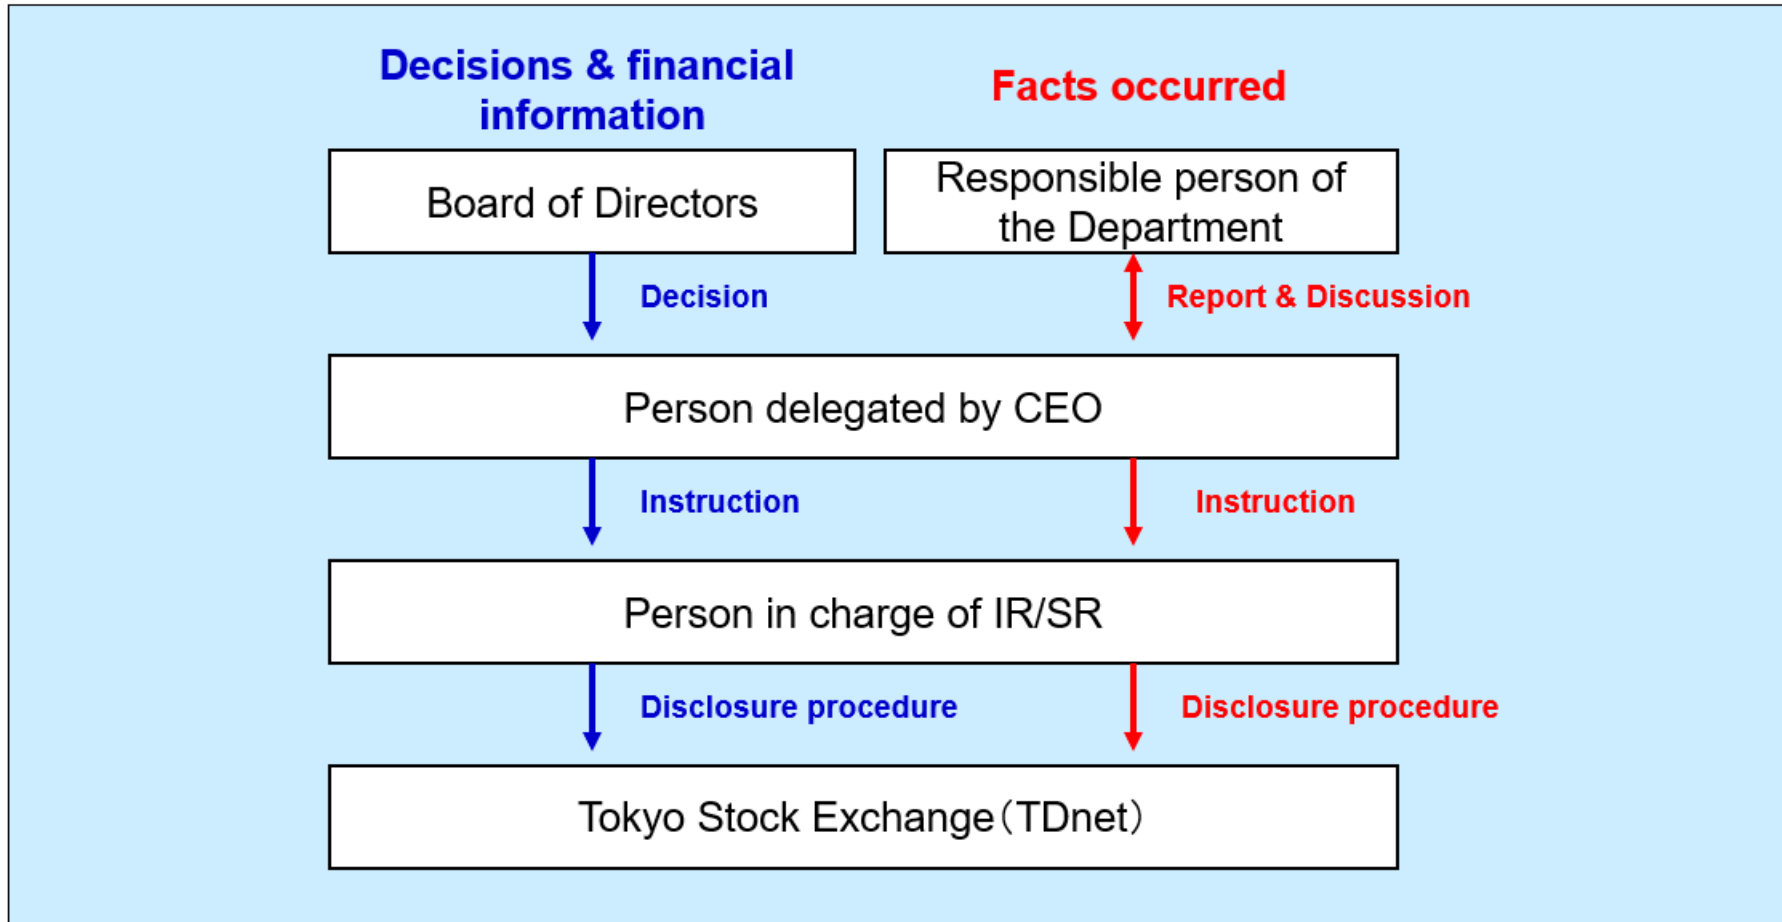 Decisions & financial
information
Facts occurred
Board of Directors
Responsible person of
the Department
Decision
Report & Discussion
Person delegated by CEO
Instruction
Instruction
Person in charge of IR/SR
Disclosure procedure
Disclosure procedure
Tokyo Stock Exchange（TDnet）